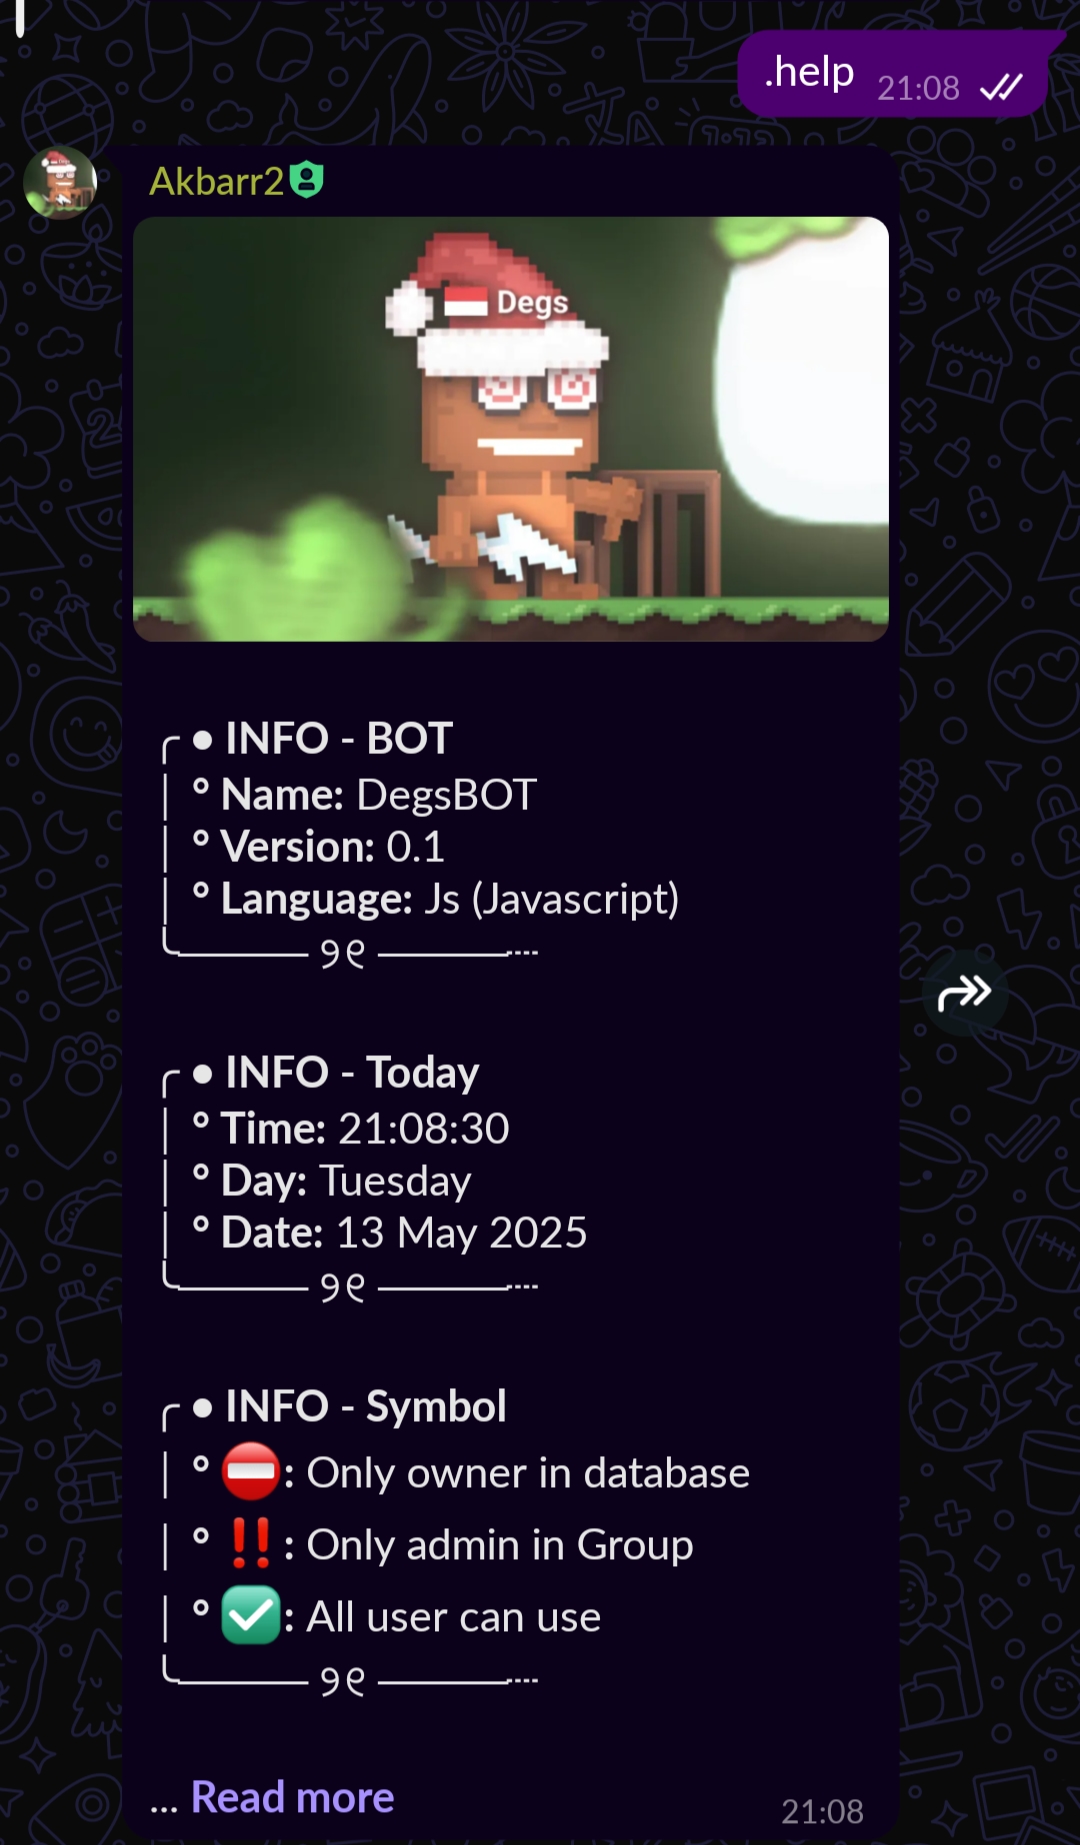 .help 21:08
Akbarr2
Degs
╭ ● INFO - BOT
│ ° Name: DegsBOT
│ ° Version: 0.1
│ ° Language: Js (Javascript)
╰──── ୨୧ ────┈
╭ ● INFO - Today
│ ° Time: 21:08:30
│ ° Day: Tuesday
│ ° Date: 13 May 2025
╰──── ୨୧ ────┈
╭ ● INFO - Symbol
│ ° ⛔: Only owner in database
│ ° ‼️: Only admin in Group
│ ° ✅: All user can use
╰──── ୨୧ ────┈
... Read more
21:08